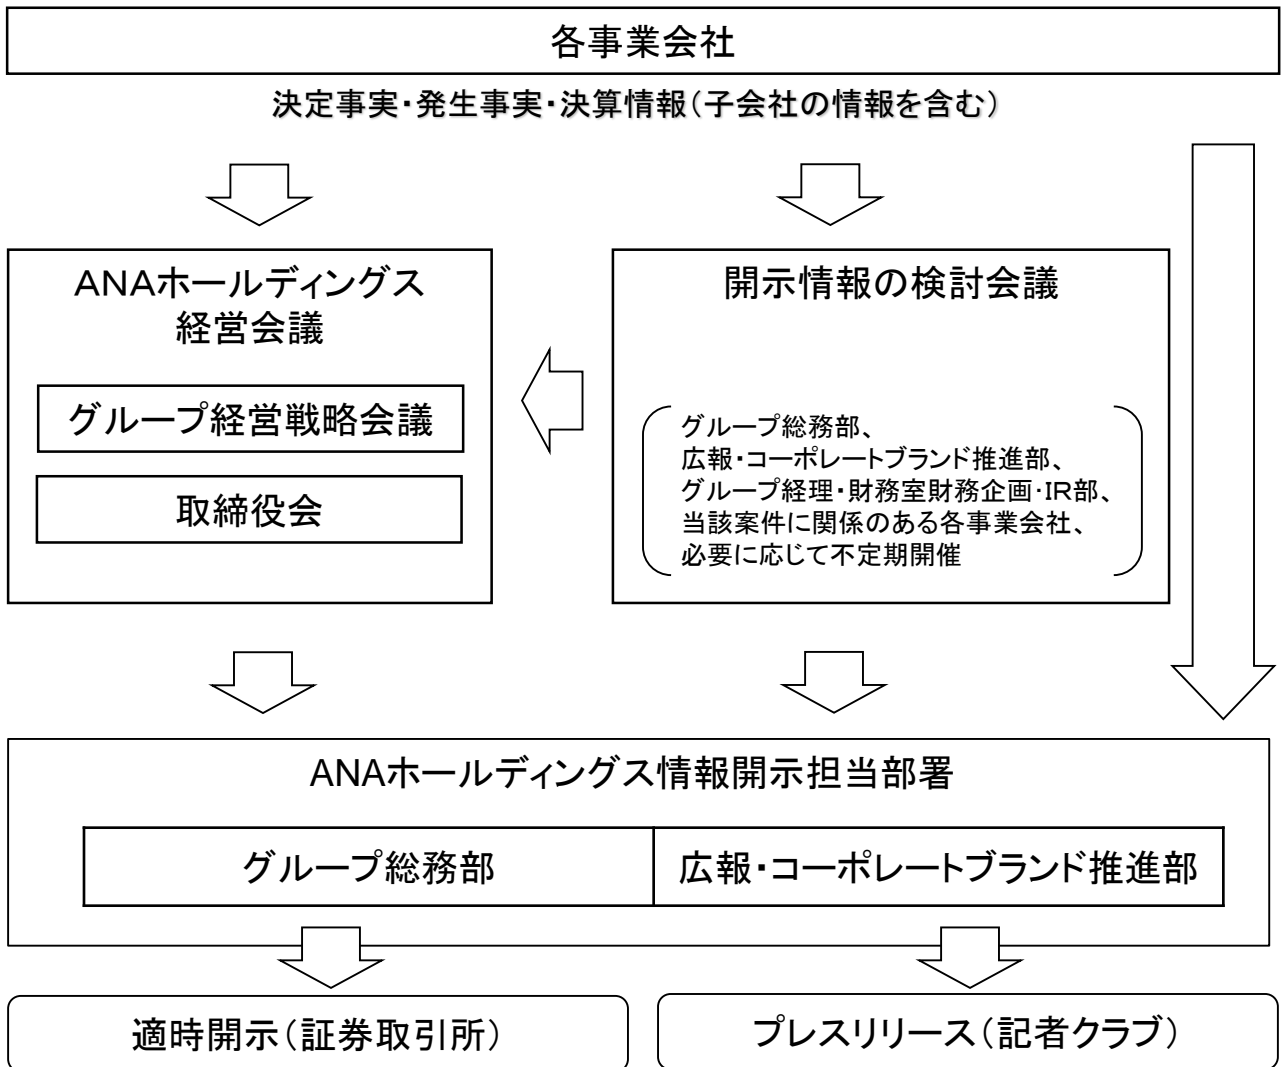 各事業会社
決定事実・発生事実・決算情報（子会社の情報を含む）
ANAホールディングス
経営会議
グループ経営戦略会議
取締役会
開示情報の検討会議
グループ総務部、
広報・コーポレートブランド推進部、
グループ経理・財務室財務企画・IR部、
当該案件に関係のある各事業会社、
必要に応じて不定期開催
ANAホールディングス情報開示担当部署
グループ総務部
広報・コーポレートブランド推進部
適時開示（証券取引所）
プレスリリース（記者クラブ）